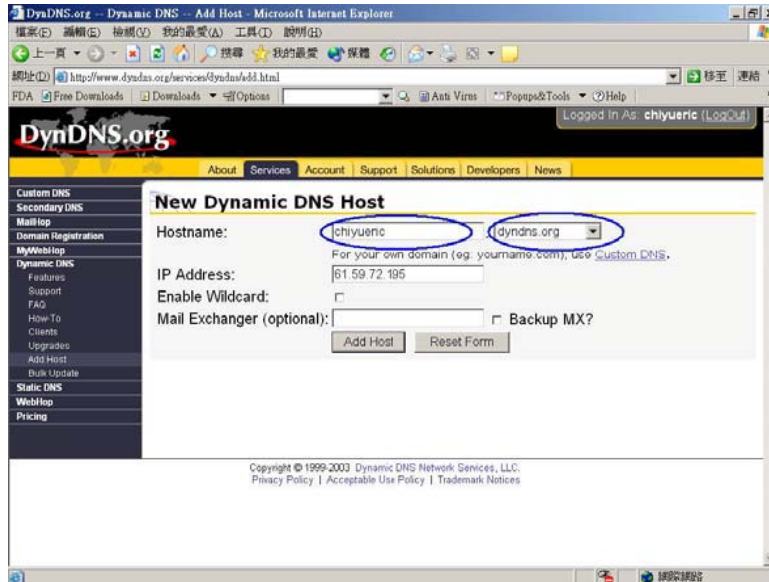 DynDNS.org -- Dynamic DNS -- Add Host - Microsoft Internet Explorer
檔案(F) 編輯(E) 檢視(V) 我的最愛(A) 工具(T) 說明(H)
上一頁 搜尋 我的最愛 媒體
網址(D) http://www.dyndns.org/services/dyndns/add.html 移至 連結
FDA Free Downloads Downloads Options Anti Virus Popups&Tools Help
Logged In As: chiyueric (LogOut)
DynDNS.org
About Services Account Support Solutions Developers News
Custom DNS
Secondary DNS
MailHop
Domain Registration
MyWebHop
Dynamic DNS
Features
Support
FAQ
How-To
Clients
Upgrades
Add Host
Bulk Update
Static DNS
WebHop
Pricing
New Dynamic DNS Host
Hostname: chiyueric . dyndns.org
For your own domain (eg: yourname.com), use Custom DNS.
IP Address: 61.59.72.195
Enable Wildcard:
Mail Exchanger (optional): Backup MX?
Add Host Reset Form
Copyright © 1999-2003 Dynamic DNS Network Services, LLC.
Privacy Policy | Acceptable Use Policy | Trademark Notices
網際網路